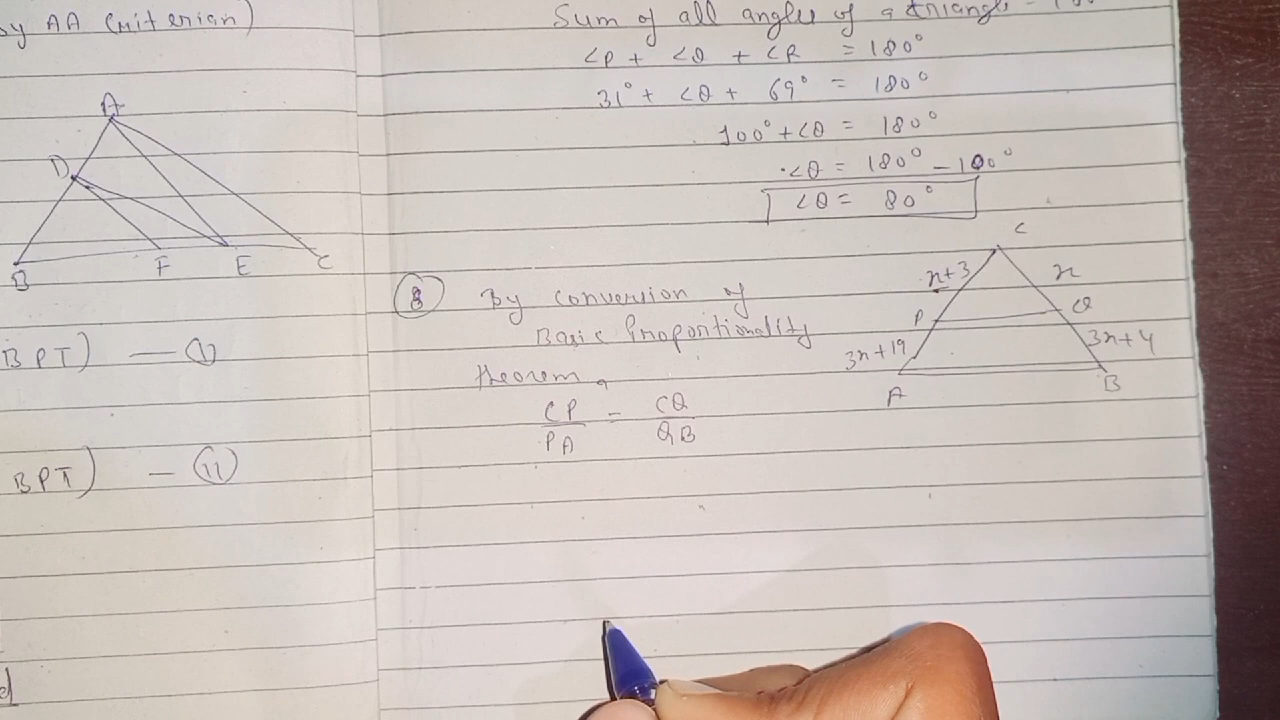 By AA Criterian)
A
D
B F E C
BPT) — (i)
BPT) — (ii)
Sum of all angles of a triangle =
∠P + ∠Q + ∠R = 180°
31° + ∠Q + 69° = 180°
100° + ∠Q = 180°
∠Q = 180° - 100°
∠Q = 80°
(8) By Conversion of
Basic Proportionality
theorem,
CP/PA = CQ/QB
C
x+3 x
P Q
3x+19 3x+4
A B